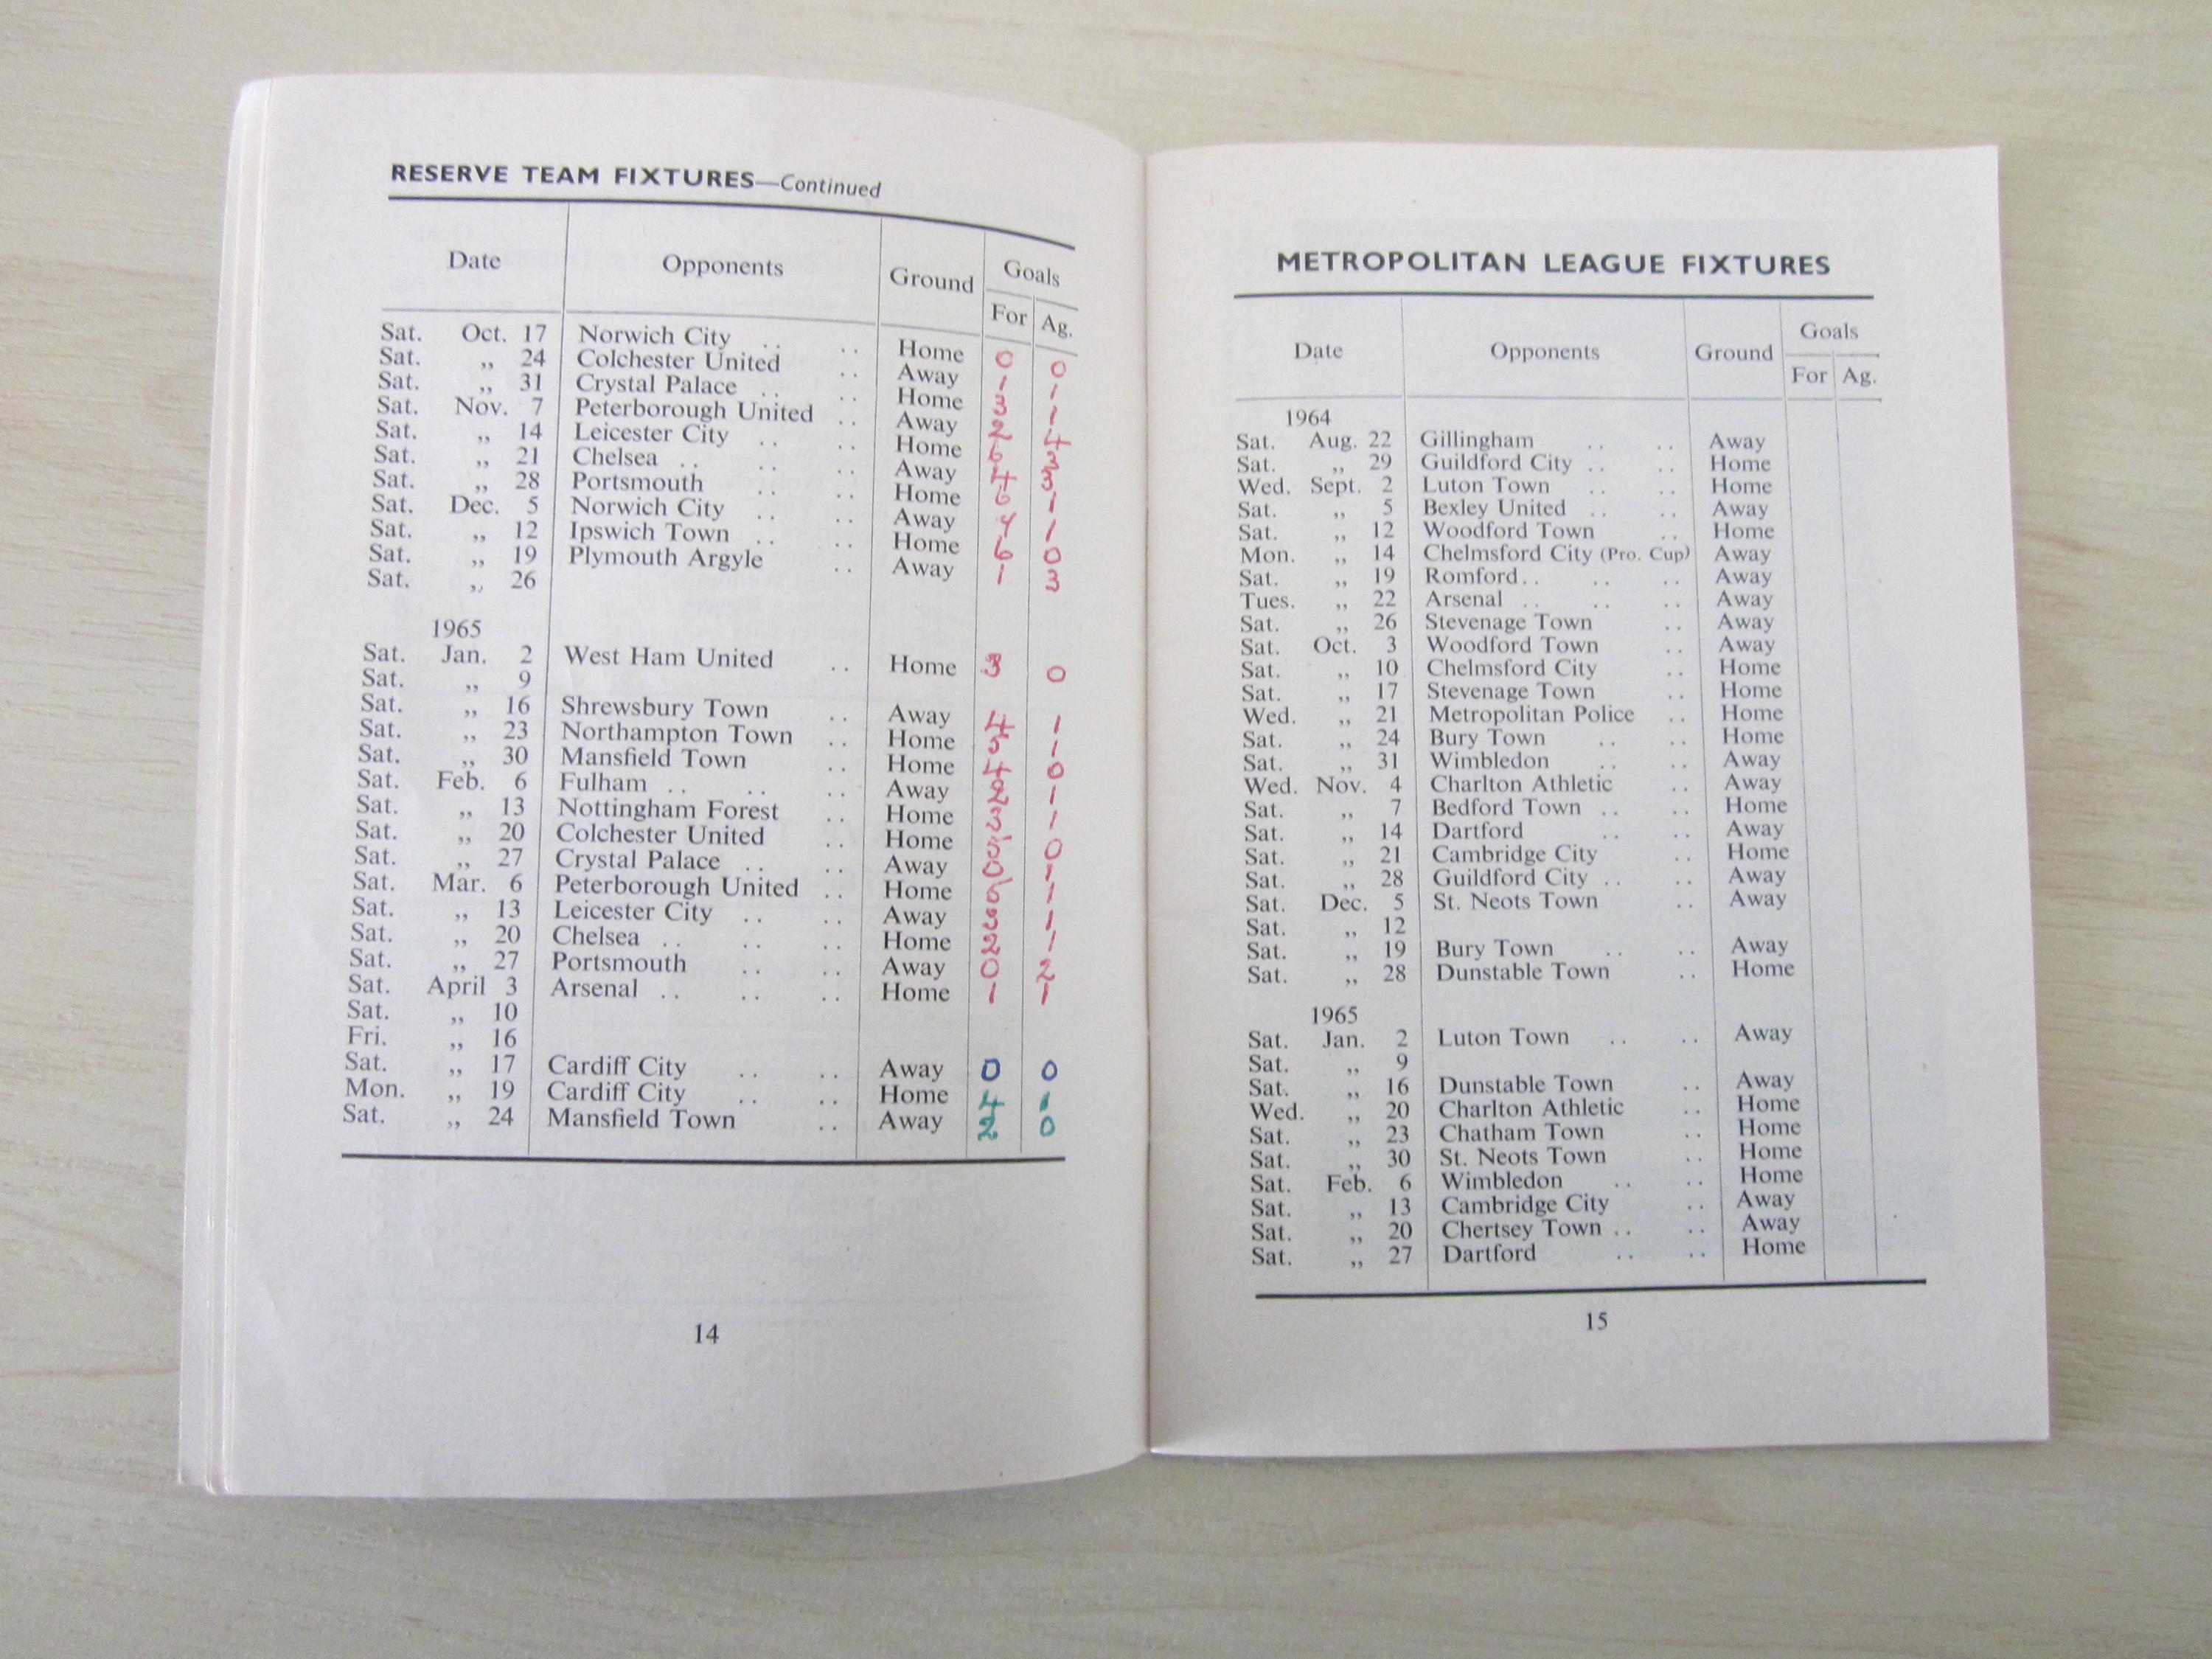 RESERVE TEAM FIXTURES—Continued
Date Opponents Ground Goals
For Ag.
Sat. Oct. 17 Norwich City .. .. Home 0 0
Sat. ,, 24 Colchester United .. Away 1 1
Sat. ,, 31 Crystal Palace .. .. Home 3 1
Sat. Nov. 7 Peterborough United .. Away 2 4
Sat. ,, 14 Leicester City .. .. Home 5 3
Sat. ,, 21 Chelsea .. .. .. Away 4 3
Sat. ,, 28 Portsmouth .. .. Home 6 1
Sat. Dec. 5 Norwich City .. .. Away 4 1
Sat. ,, 12 Ipswich Town .. .. Home 6 0
Sat. ,, 19 Plymouth Argyle .. Away 1 3
Sat. ,, 26
1965
Sat. Jan. 2 West Ham United .. Home 3 0
Sat. ,, 9
Sat. ,, 16 Shrewsbury Town .. Away 4 1
Sat. ,, 23 Northampton Town .. Home 1
Sat. ,, 30 Mansfield Town .. Home 4 0
Sat. Feb. 6 Fulham .. .. .. Away 2 1
Sat. ,, 13 Nottingham Forest .. Home 3 1
Sat. ,, 20 Colchester United .. Home 3 0
Sat. ,, 27 Crystal Palace .. .. Away 0 1
Sat. Mar. 6 Peterborough United .. Home 5 1
Sat. ,, 13 Leicester City .. .. Away 3 1
Sat. ,, 20 Chelsea .. .. .. Home 2 1
Sat. ,, 27 Portsmouth .. .. Away 0 2
Sat. April 3 Arsenal .. .. .. Home 1 1
Sat. ,, 10
Fri. ,, 16
Sat. ,, 17 Cardiff City .. .. Away 0 0
Mon. ,, 19 Cardiff City .. .. Home 4 1
Sat. ,, 24 Mansfield Town .. Away 2 0
14
METROPOLITAN LEAGUE FIXTURES
Date Opponents Ground Goals
For Ag.
1964
Sat. Aug. 22 Gillingham .. .. Away
Sat. ,, 29 Guildford City .. .. Home
Wed. Sept. 2 Luton Town .. .. Home
Sat. ,, 5 Bexley United .. .. Away
Sat. ,, 12 Woodford Town .. Home
Mon. ,, 14 Chelmsford City (Pro. Cup) Away
Sat. ,, 19 Romford .. .. .. Away
Tues. ,, 22 Arsenal .. .. .. Away
Sat. ,, 26 Stevenage Town .. Away
Sat. Oct. 3 Woodford Town .. Away
Sat. ,, 10 Chelmsford City .. Home
Sat. ,, 17 Stevenage Town .. Home
Wed. ,, 21 Metropolitan Police .. Home
Sat. ,, 24 Bury Town .. .. Home
Sat. ,, 31 Wimbledon .. .. Away
Wed. Nov. 4 Charlton Athletic .. Away
Sat. ,, 7 Bedford Town .. .. Home
Sat. ,, 14 Dartford .. .. Away
Sat. ,, 21 Cambridge City .. Home
Sat. ,, 28 Guildford City .. .. Away
Sat. Dec. 5 St. Neots Town .. Away
Sat. ,, 12
Sat. ,, 19 Bury Town .. .. Away
Sat. ,, 28 Dunstable Town .. Home
1965
Sat. Jan. 2 Luton Town .. .. Away
Sat. ,, 9
Sat. ,, 16 Dunstable Town .. Away
Wed. ,, 20 Charlton Athletic .. Home
Sat. ,, 23 Chatham Town .. Home
Sat. ,, 30 St. Neots Town .. Home
Sat. Feb. 6 Wimbledon .. .. Home
Sat. ,, 13 Cambridge City .. Away
Sat. ,, 20 Chertsey Town .. .. Away
Sat. ,, 27 Dartford .. .. Home
15